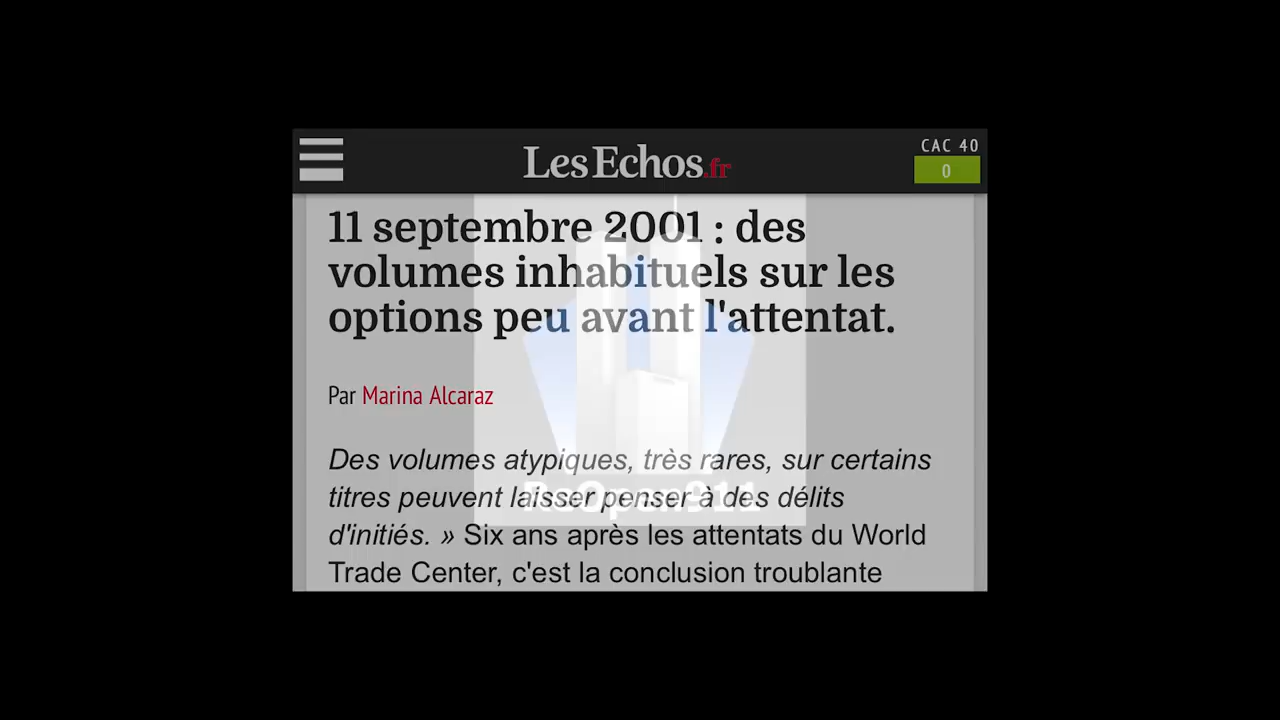 LesEchos.fr
CAC 40
0
11 septembre 2001 : des
volumes inhabituels sur les
options peu avant l'attentat.
Par Marina Alcaraz
Des volumes atypiques, très rares, sur certains
titres peuvent laisser penser à des délits
d'initiés. » Six ans après les attentats du World
Trade Center, c'est la conclusion troublante
ReOpen911